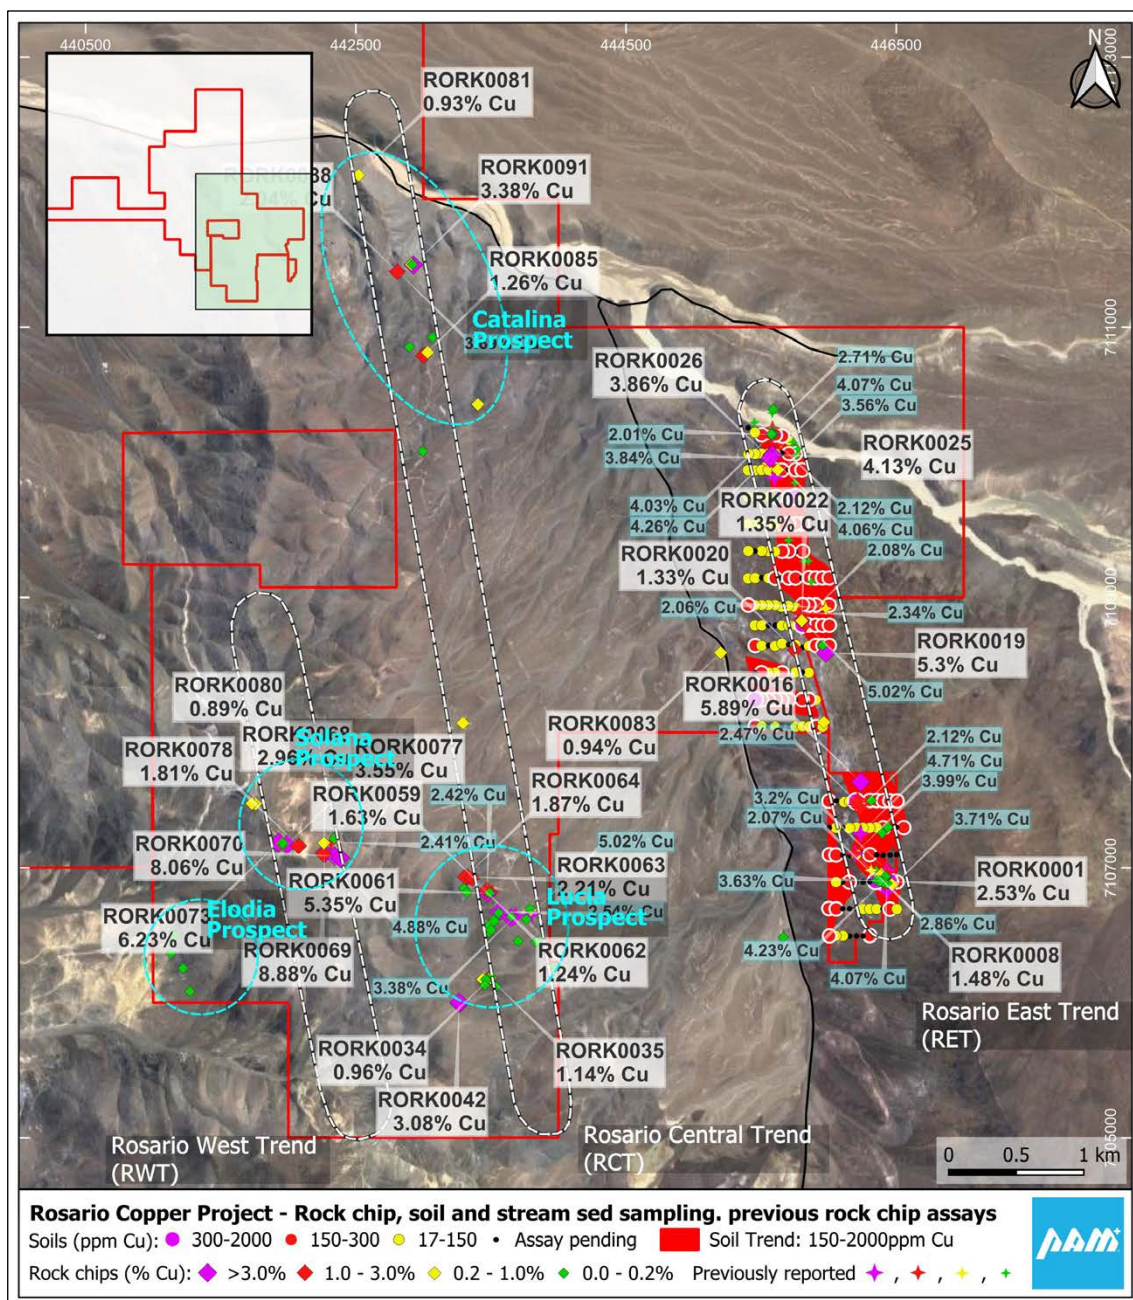 440500
442500
444500
446500
N
7113000
RORK0081
0.93% Cu
RORK0091
3.38% Cu
RORK0085
1.26% Cu
Catalina
Prospect
7111000
RORK0026
3.86% Cu
2.71% Cu
4.07% Cu
3.56% Cu
2.01% Cu
3.84% Cu
RORK0025
4.13% Cu
4.03% Cu
4.26% Cu
RORK0022
1.35% Cu
2.12% Cu
4.06% Cu
2.08% Cu
RORK0020
1.33% Cu
2.06% Cu
2.34% Cu
RORK0019
5.3% Cu
5.02% Cu
RORK0016
5.89% Cu
RORK0083
0.94% Cu
2.47% Cu
2.12% Cu
4.71% Cu
3.99% Cu
3.2% Cu
2.07% Cu
3.71% Cu
3.63% Cu
RORK0001
2.53% Cu
2.86% Cu
4.23% Cu
4.07% Cu
RORK0008
1.48% Cu
RORK0080
0.89% Cu
Solana
Prospect
RORK0078
1.81% Cu
RORK0077
3.55% Cu
RORK0059
1.63% Cu
2.42% Cu
2.41% Cu
RORK0064
1.87% Cu
5.02% Cu
RORK0070
8.06% Cu
RORK0061
5.35% Cu
RORK0063
2.21% Cu
Lucia
Prospect
7107000
RORK0073
6.23% Cu
Elodia
Prospect
4.88% Cu
RORK0069
8.88% Cu
RORK0062
1.24% Cu
3.38% Cu
RORK0034
0.96% Cu
RORK0035
1.14% Cu
RORK0042
3.08% Cu
Rosario East Trend
(RET)
Rosario West Trend
(RWT)
Rosario Central Trend
(RCT)
0 0.5 1 km
Rosario Copper Project - Rock chip, soil and stream sed sampling. previous rock chip assays
Soils (ppm Cu): 300-2000 150-300 17-150 Assay pending Soil Trend: 150-2000ppm Cu
Rock chips (% Cu): >3.0% 1.0 - 3.0% 0.2 - 1.0% 0.0 - 0.2% Previously reported , , ,
PAM+